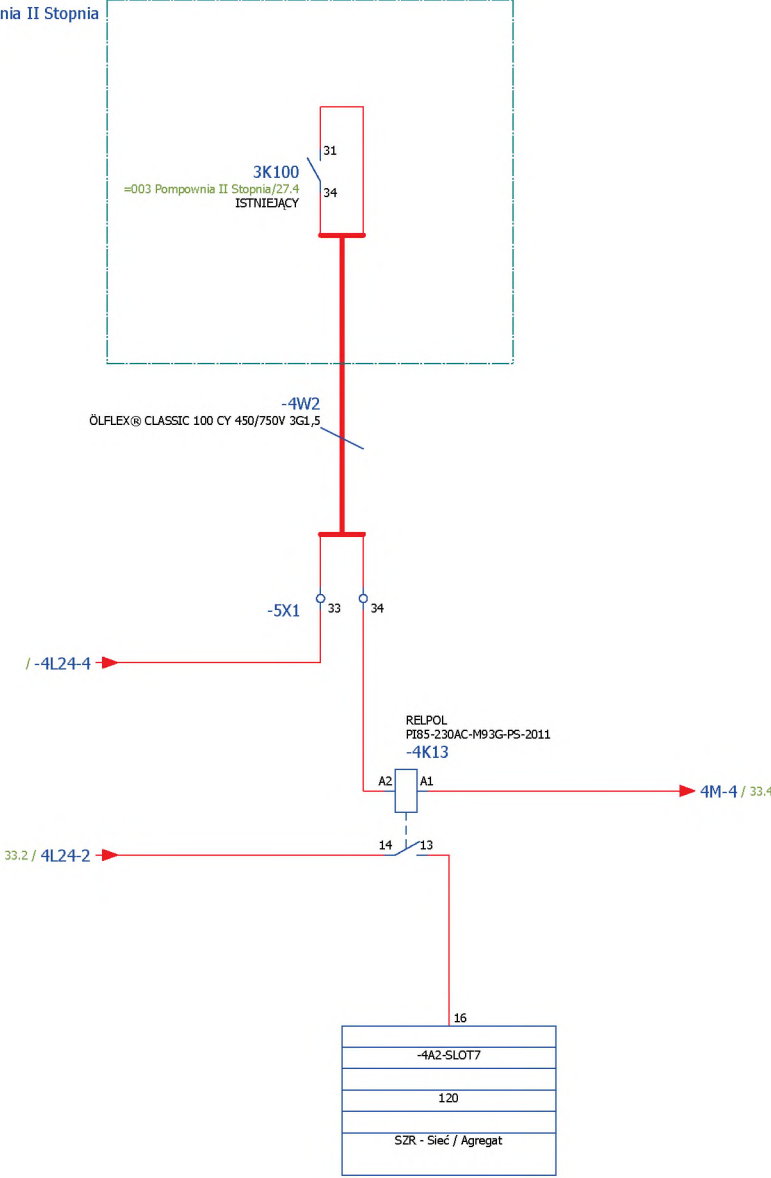 nia II Stopnia
31
3K100
=003 Pompownia II Stopnia/27.4
34
ISTNIEJĄCY
-4W2
ÖLFLEX® CLASSIC 100 CY 450/750V 3G1,5
-5X1
33
34
/ -4L24-4
RELPOL
PI85-230AC-M93G-PS-2011
-4K13
A2
A1
4M-4 / 33.4
14
13
33.2 / 4L24-2
16
-4A2-SLOT7
120
SZR - Sieć / Agregat